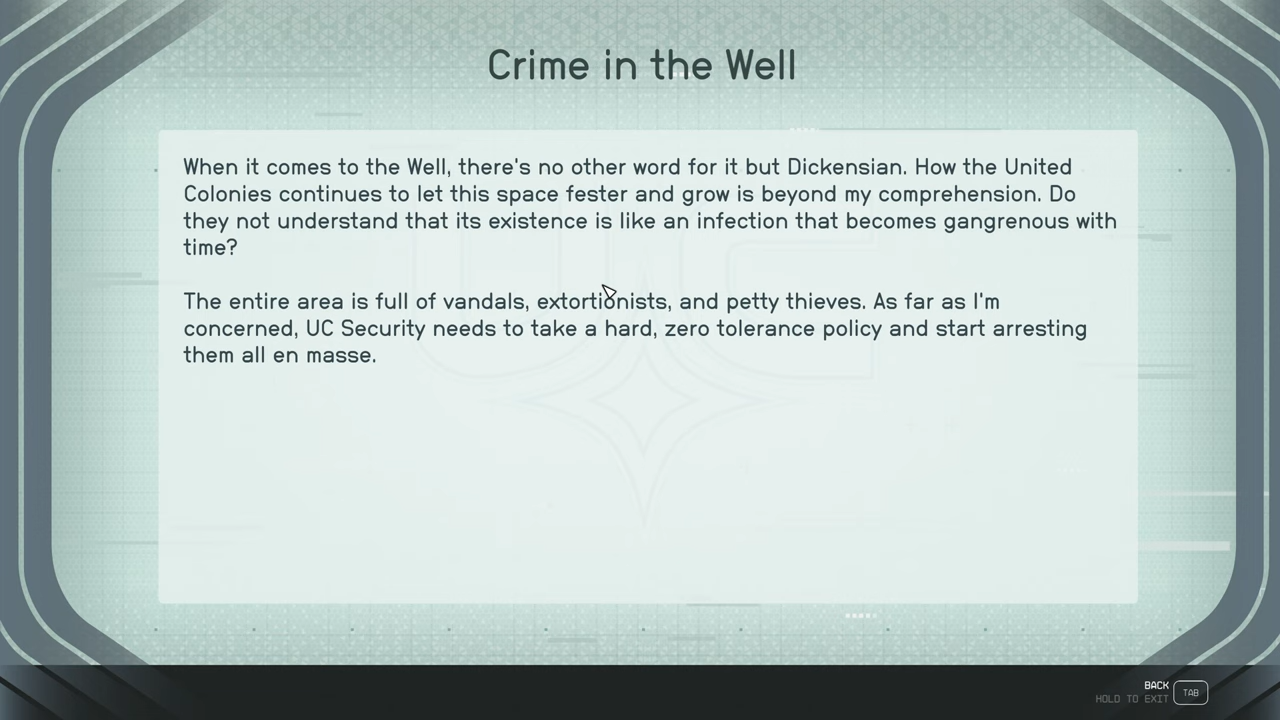 Crime in the Well
When it comes to the Well, there's no other word for it but Dickensian. How the United
Colonies continues to let this space fester and grow is beyond my comprehension. Do
they not understand that its existence is like an infection that becomes gangrenous with
time?
The entire area is full of vandals, extortionists, and petty thieves. As far as I'm
concerned, UC Security needs to take a hard, zero tolerance policy and start arresting
them all en masse.
BACK
HOLD TO EXIT
TAB